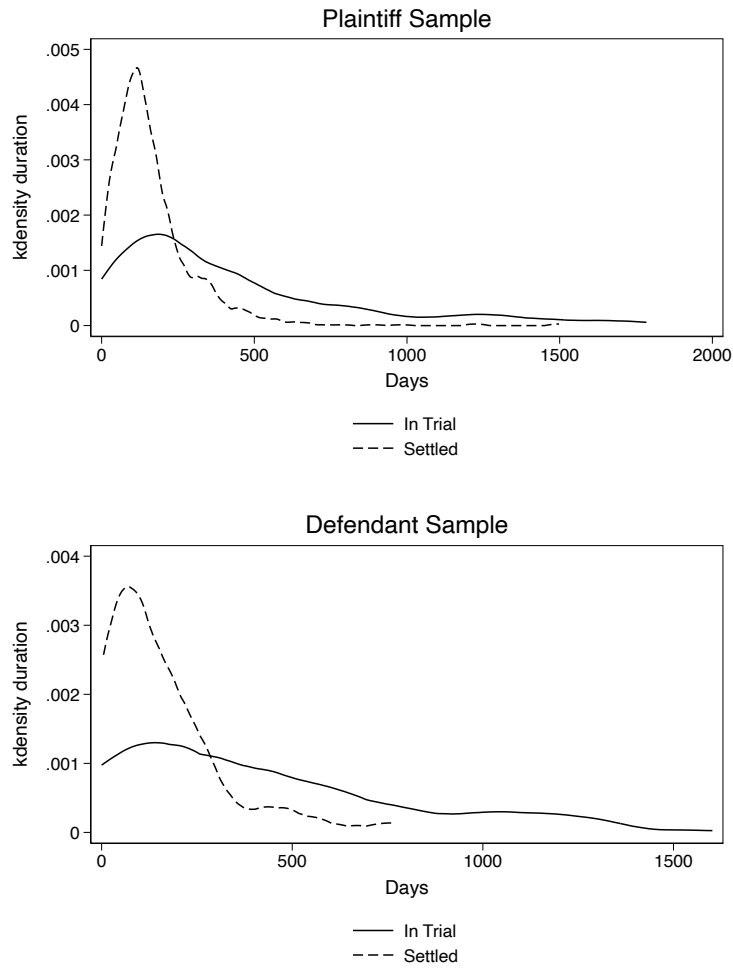 Plaintiff Sample
.005
.004
.003
.002
.001
0
kdensity duration
0 500 1000 1500 2000
Days
In Trial
Settled
Defendant Sample
.004
.003
.002
.001
0
kdensity duration
0 500 1000 1500
Days
In Trial
Settled